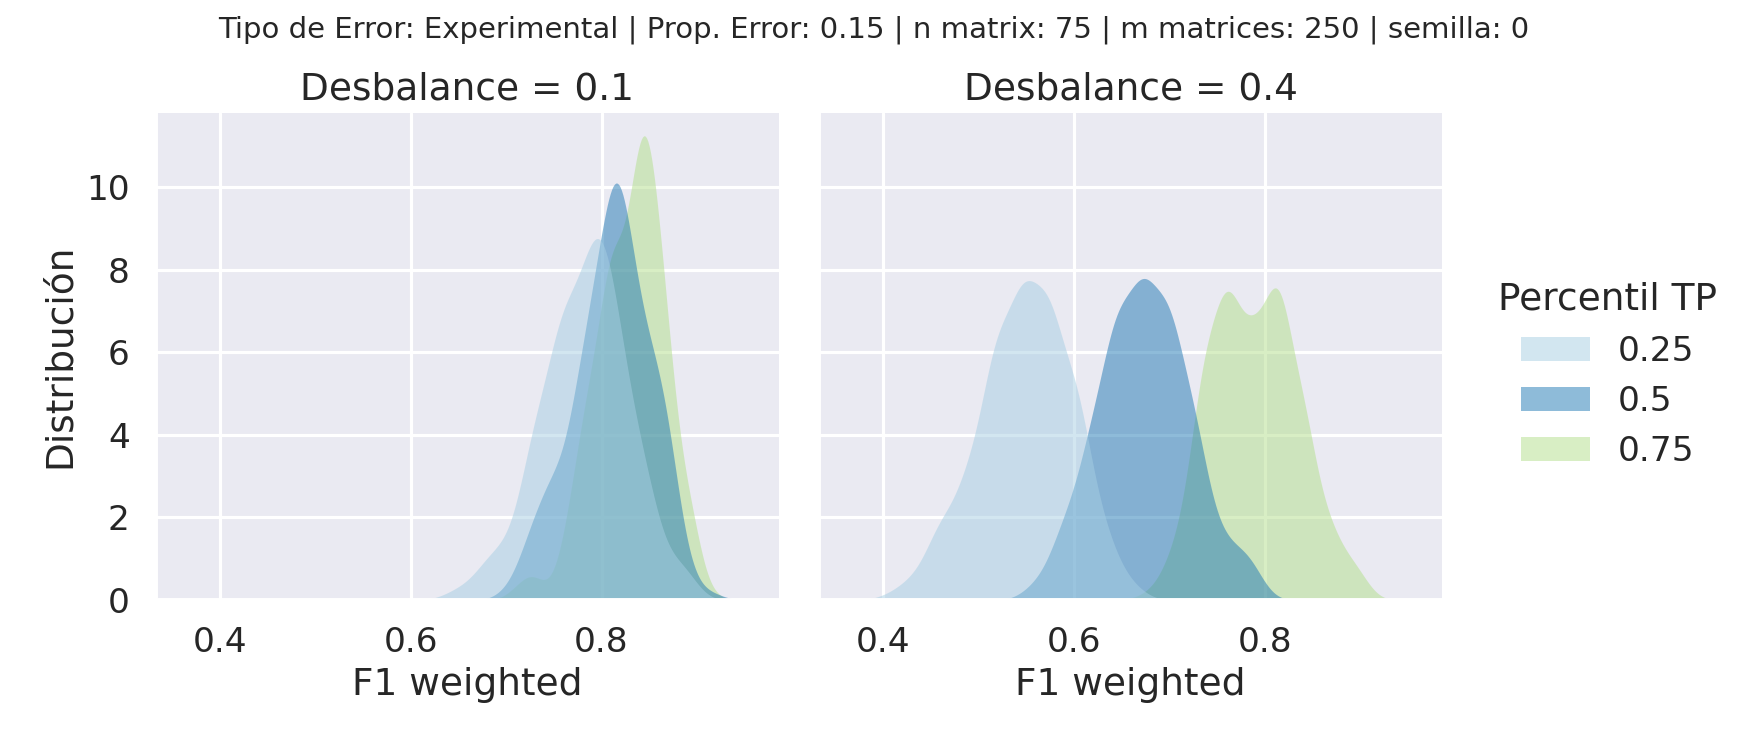 Tipo de Error: Experimental | Prop. Error: 0.15 | n matrix: 75 | m matrices: 250 | semilla: 0
Desbalance = 0.1
Desbalance = 0.4
Distribución
10
8
6
4
2
0
0.4 0.6 0.8
0.4 0.6 0.8
F1 weighted
F1 weighted
Percentil TP
0.25
0.5
0.75